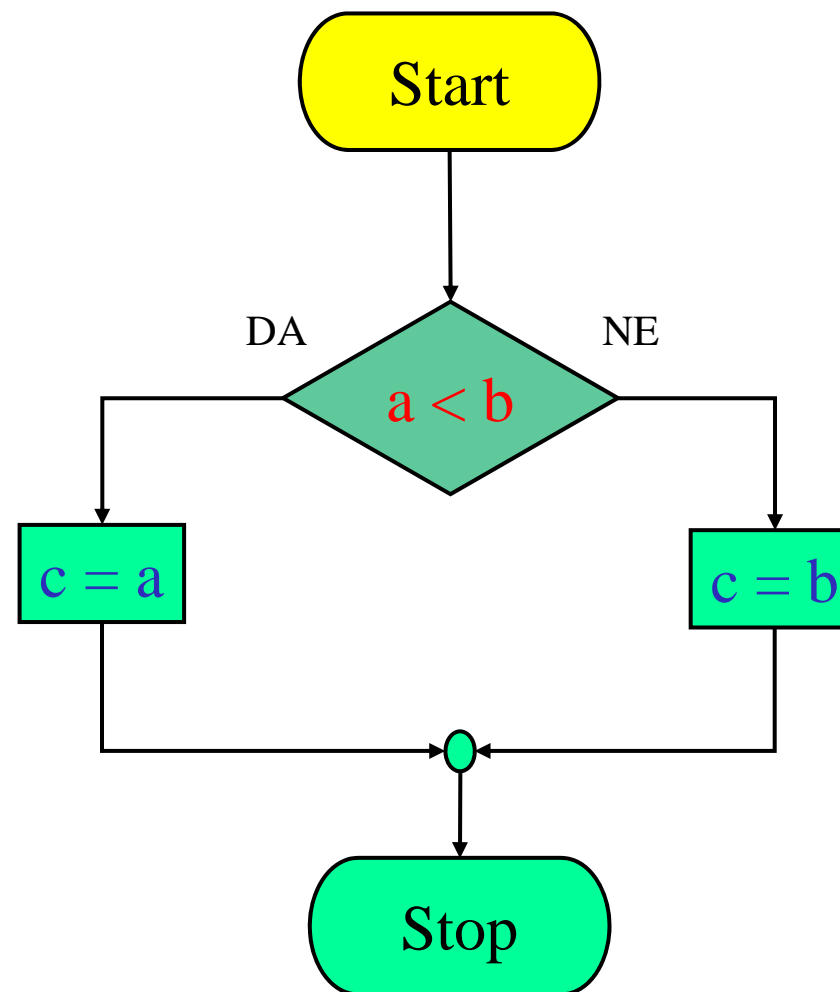 Start
DA
NE
a < b
c = a
c = b
Stop